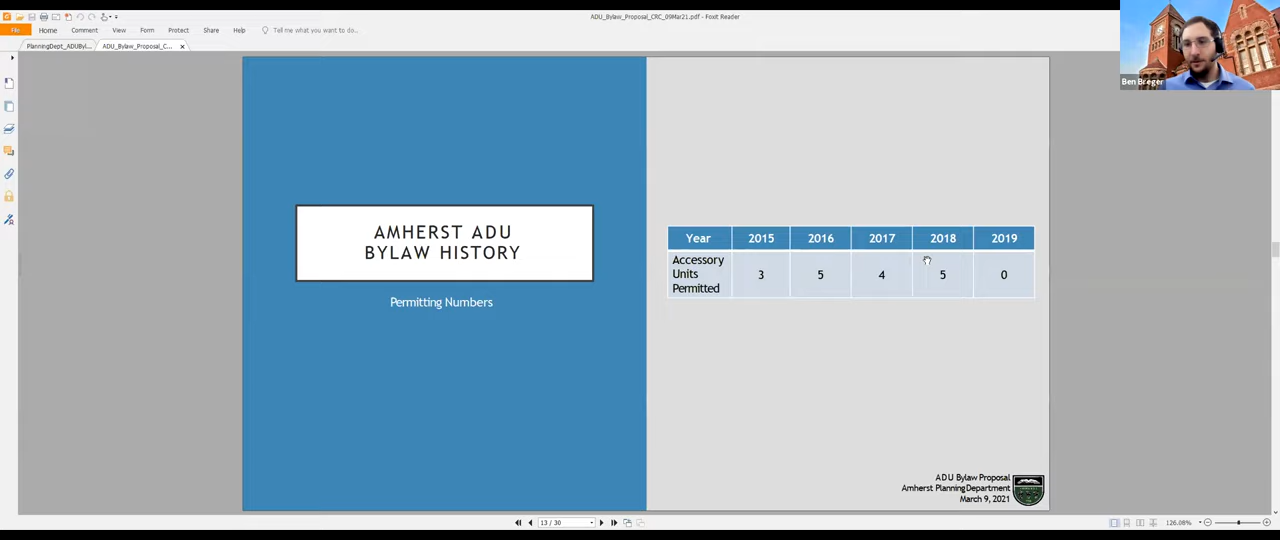 ADU_Bylaw_Proposal_CRC_09Mar21.pdf - Foxit Reader
File Home Comment View Form Protect Share Help Tell me what you want to do..
PlanningDept_ADUByl... ADU_Bylaw_Proposal_C...
Ben Breger
AMHERST ADU
BYLAW HISTORY
Permitting Numbers
Year 2015 2016 2017 2018 2019
Accessory
Units
Permitted
3 5 4 5 0
ADU Bylaw Proposal
Amherst Planning Department
March 9, 2021
13 / 30
126.08%